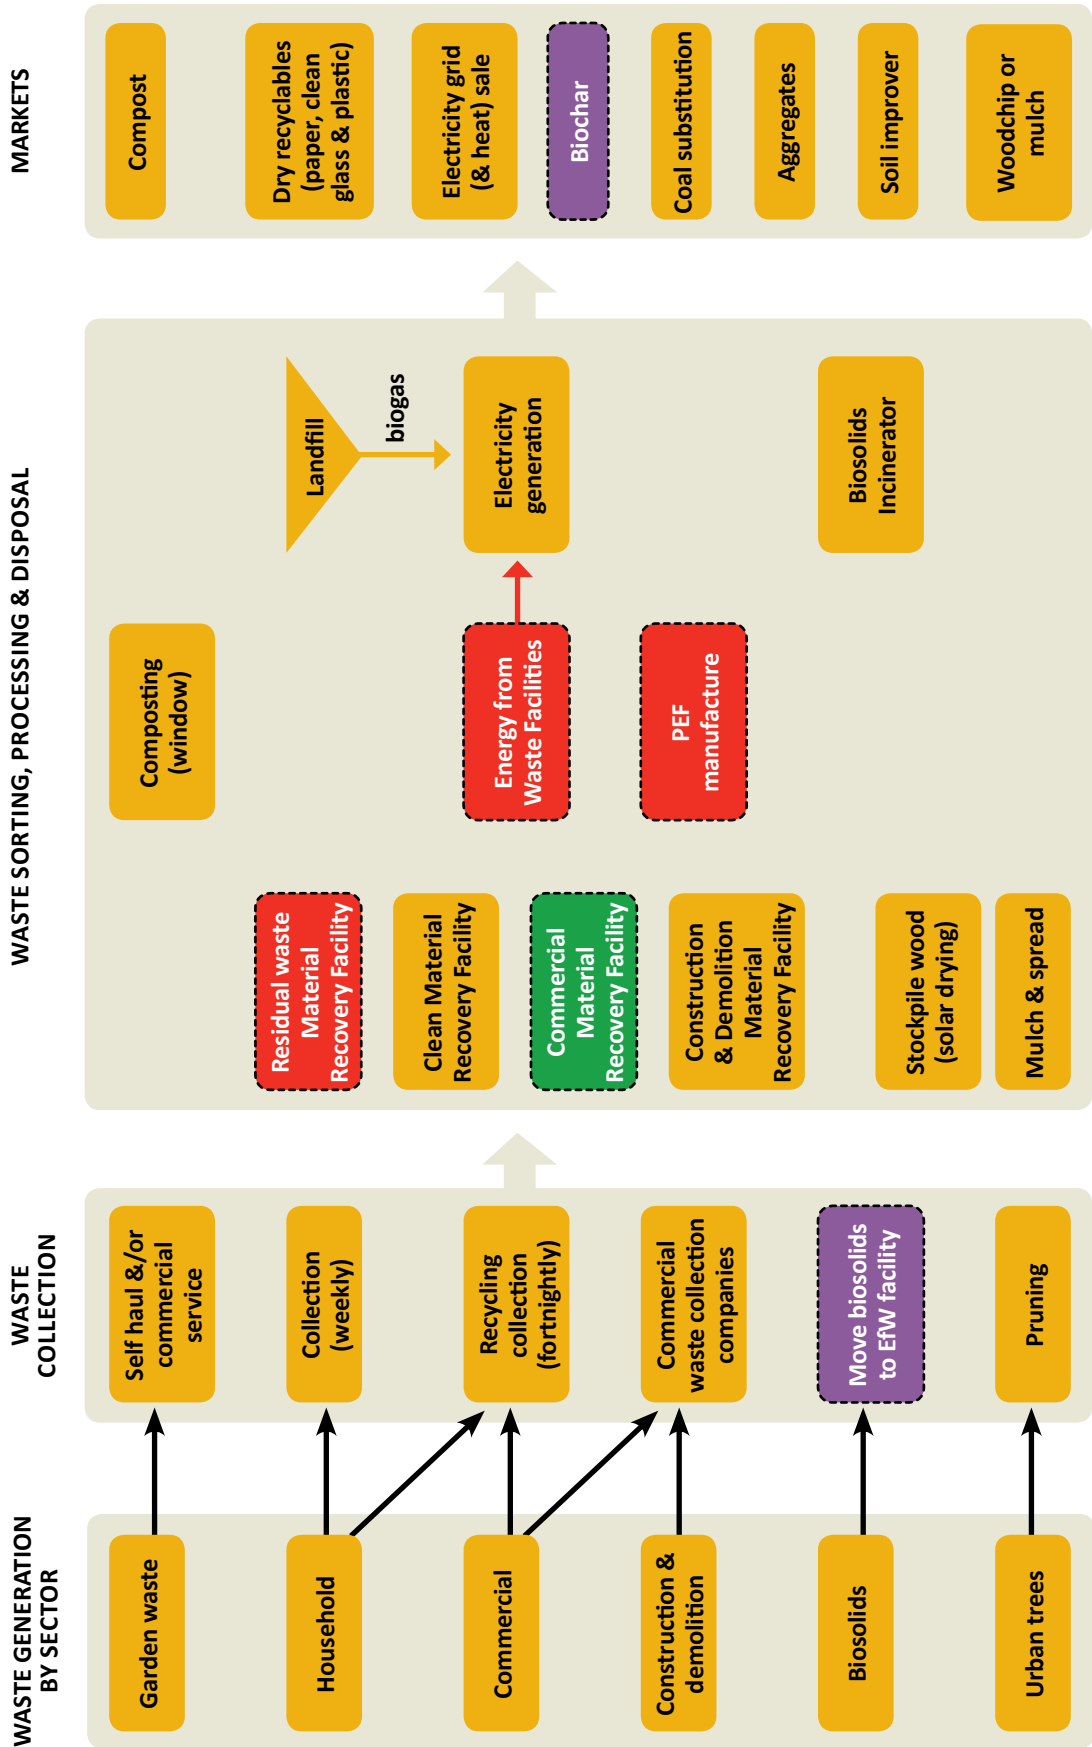 WASTE GENERATION
BY SECTOR
Garden waste
Household
Commercial
Construction &
demolition
Biosolids
Urban trees
WASTE
COLLECTION
Self haul &/or
commercial
service
Collection
(weekly)
Recycling
collection
(fortnightly)
Commercial
waste collection
companies
Move biosolids
to EfW facility
Pruning
WASTE SORTING, PROCESSING & DISPOSAL
Residual waste
Material
Recovery Facility
Clean Material
Recovery Facility
Commercial
Material
Recovery Facility
Construction
& Demolition
Material
Recovery Facility
Stockpile wood
(solar drying)
Mulch & spread
Composting
(window)
Energy from
Waste Facilities
PEF
manufacture
Landfill
biogas
Electricity
generation
Biosolids
Incinerator
MARKETS
Compost
Dry recyclables
(paper, clean
glass & plastic)
Electricity grid
(& heat) sale
Biochar
Coal substitution
Aggregates
Soil improver
Woodchip or
mulch